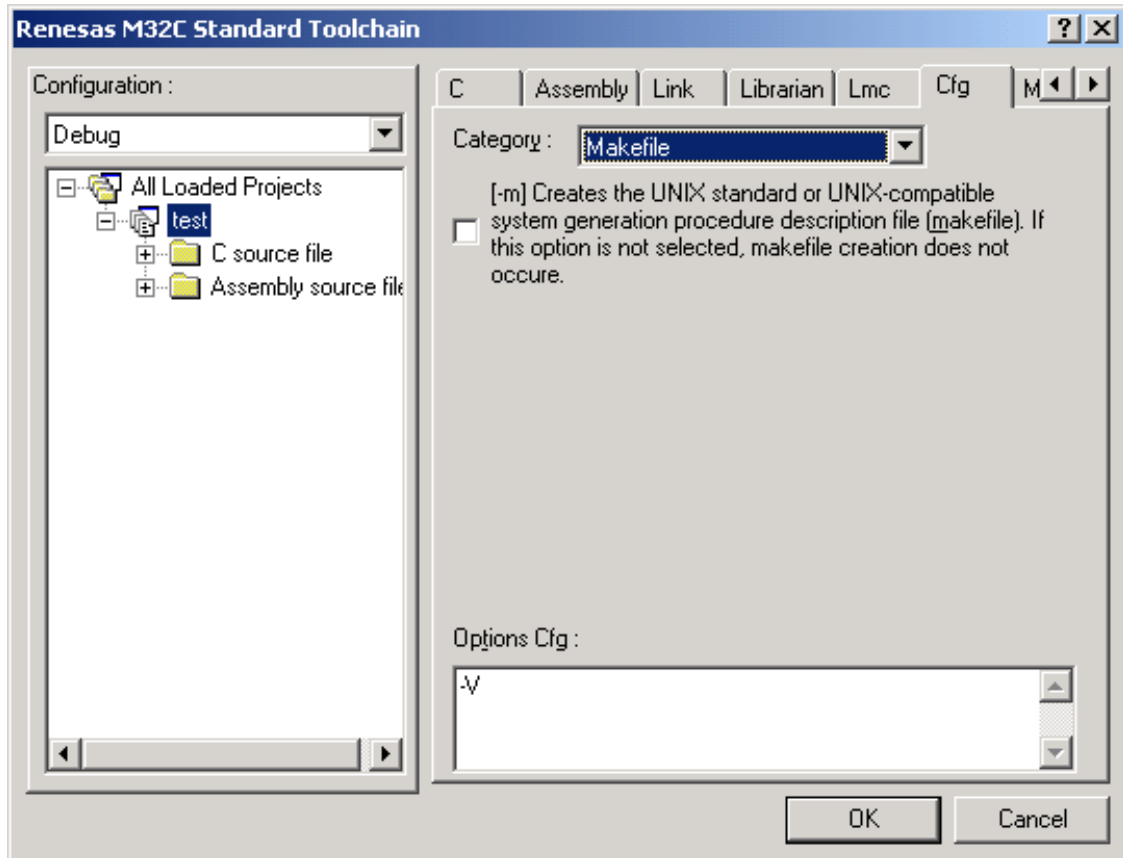 Renesas M32C Standard Toolchain
Configuration :
Debug
All Loaded Projects
test
C source file
Assembly source file
C Assembly Link Librarian Lmc Cfg M
Category : Makefile
[-m] Creates the UNIX standard or UNIX-compatible
system generation procedure description file (makefile). If
this option is not selected, makefile creation does not
occure.
Options Cfg :
-V
OK Cancel